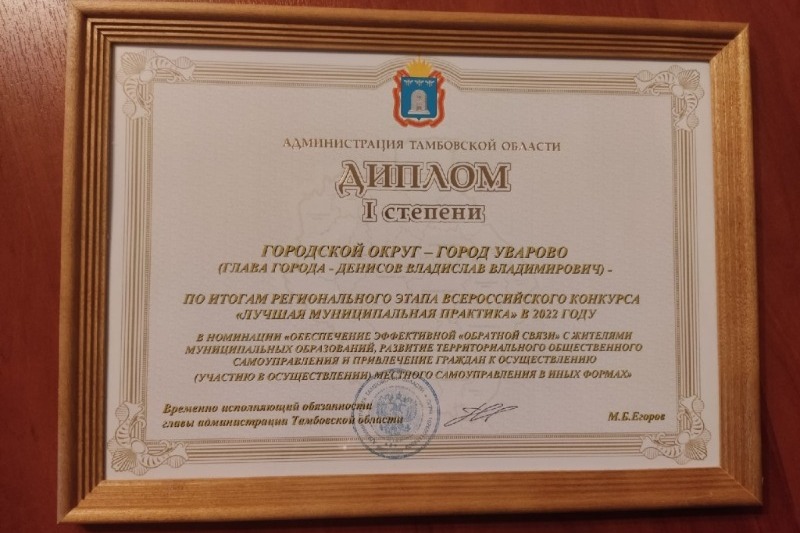 АДМИНИСТРАЦИЯ ТАМБОВСКОЙ ОБЛАСТИ
ДИПЛОМ
I степени
ГОРОДСКОЙ ОКРУГ – ГОРОД УВАРОВО
(ГЛАВА ГОРОДА - ДЕНИСОВ ВЛАДИСЛАВ ВЛАДИМИРОВИЧ) -
ПО ИТОГАМ РЕГИОНАЛЬНОГО ЭТАПА ВСЕРОССИЙСКОГО КОНКУРСА
«ЛУЧШАЯ МУНИЦИПАЛЬНАЯ ПРАКТИКА» В 2022 ГОДУ
В НОМИНАЦИИ «ОБЕСПЕЧЕНИЕ ЭФФЕКТИВНОЙ «ОБРАТНОЙ СВЯЗИ» С ЖИТЕЛЯМИ
МУНИЦИПАЛЬНЫХ ОБРАЗОВАНИЙ, РАЗВИТИЕ ТЕРРИТОРИАЛЬНОГО ОБЩЕСТВЕННОГО
САМОУПРАВЛЕНИЯ И ПРИВЛЕЧЕНИЕ ГРАЖДАН К ОСУЩЕСТВЛЕНИЮ
(УЧАСТИЮ В ОСУЩЕСТВЛЕНИИ) МЕСТНОГО САМОУПРАВЛЕНИЯ В ИНЫХ ФОРМАХ»
Временно исполняющий обязанности
главы администрации Тамбовской области
М.Б.Егоров